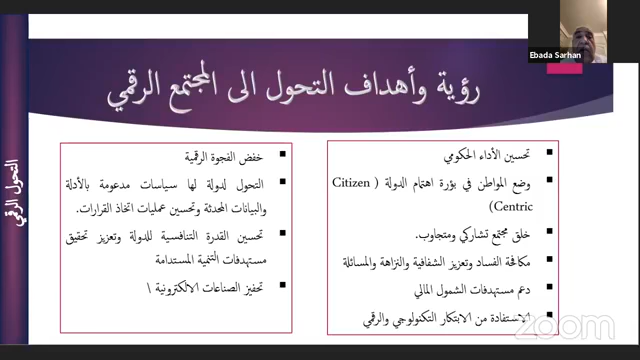 Ebada Sarhan
رؤية وأهداف التحول الى المجتمع الرقمي
تحسين الأداء الحكومي
وضع المواطن في بؤرة اهتمام الدولة ( Citizen
Centric)
خلق مجتمع تشاركي ومتجاوب.
مكافحة الفساد وتعزيز الشفافية والنزاهة والمسائلة
دعم مستهدفات الشمول المالي
الاستفادة من الابتكار التكنولوجي والرقمي
خفض الفجوة الرقمية
التحول لدولة لها سياسات مدعومة بالأدلة
والبيانات المحدثة وتحسين عمليات اتخاذ القرارات.
تحسين القدرة التنافسية للدولة وتعزيز تحقيق
مستهدفات التنمية المستدامة
تحفيز الصناعات الالكترونية \
التحول الرقمي
zoom